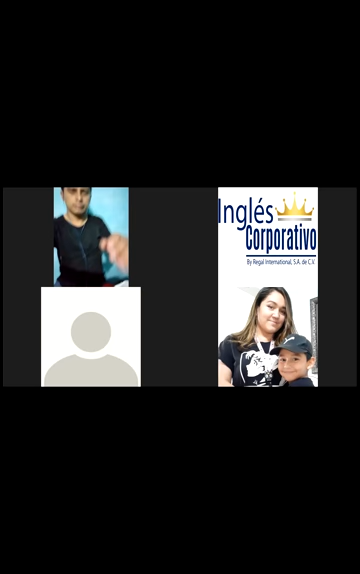 Inglés
Corporativo
By Regal International, S.A. de C.V.